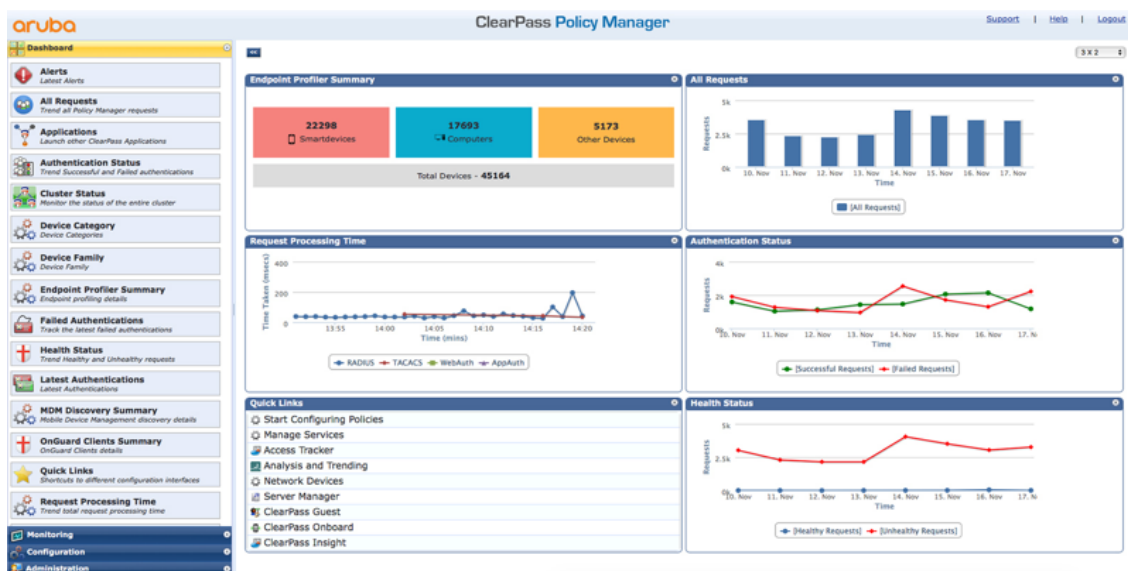 aruba
ClearPass Policy Manager
Support | Help | Logout
Dashboard
3 X 2
Alerts
Latest Alerts
All Requests
Trend all Policy Manager requests
Applications
Launch other ClearPass Applications
Authentication Status
Trend Successful and Failed authentications
Cluster Status
Monitor the status of the entire cluster
Device Category
Device Categories
Device Family
Device Family
Endpoint Profiler Summary
Endpoint profiling details
Failed Authentications
Track the latest failed authentications
Health Status
Trend Healthy and Unhealthy requests
Latest Authentications
Latest Authentications
MDM Discovery Summary
Mobile Device Management discovery details
OnGuard Clients Summary
OnGuard Clients details
Quick Links
Shortcuts to different configuration interfaces
Request Processing Time
Trend total request processing time
Monitoring
Configuration
Administration
Endpoint Profiler Summary
22298
Smartdevices
17693
Computers
5173
Other Devices
Total Devices - 45164
All Requests
5k
2.5k
0k
Requests
10. Nov 11. Nov 12. Nov 13. Nov 14. Nov 15. Nov 16. Nov 17. Nov
Time
[All Requests]
Request Processing Time
400
200
0
Time Taken (msecs)
13:55 14:00 14:05 14:10 14:15 14:20
Time (mins)
RADIUS TACACS WebAuth AppAuth
Authentication Status
4k
2k
0k
Requests
10. Nov 11. Nov 12. Nov 13. Nov 14. Nov 15. Nov 16. Nov 17. N
Time
[Successful Requests] [Failed Requests]
Quick Links
Start Configuring Policies
Manage Services
Access Tracker
Analysis and Trending
Network Devices
Server Manager
ClearPass Guest
ClearPass Onboard
ClearPass Insight
Health Status
5k
2.5k
0k
Requests
10. Nov 11. Nov 12. Nov 13. Nov 14. Nov 15. Nov 16. Nov 17. N
Time
[Healthy Requests] [Unhealthy Requests]